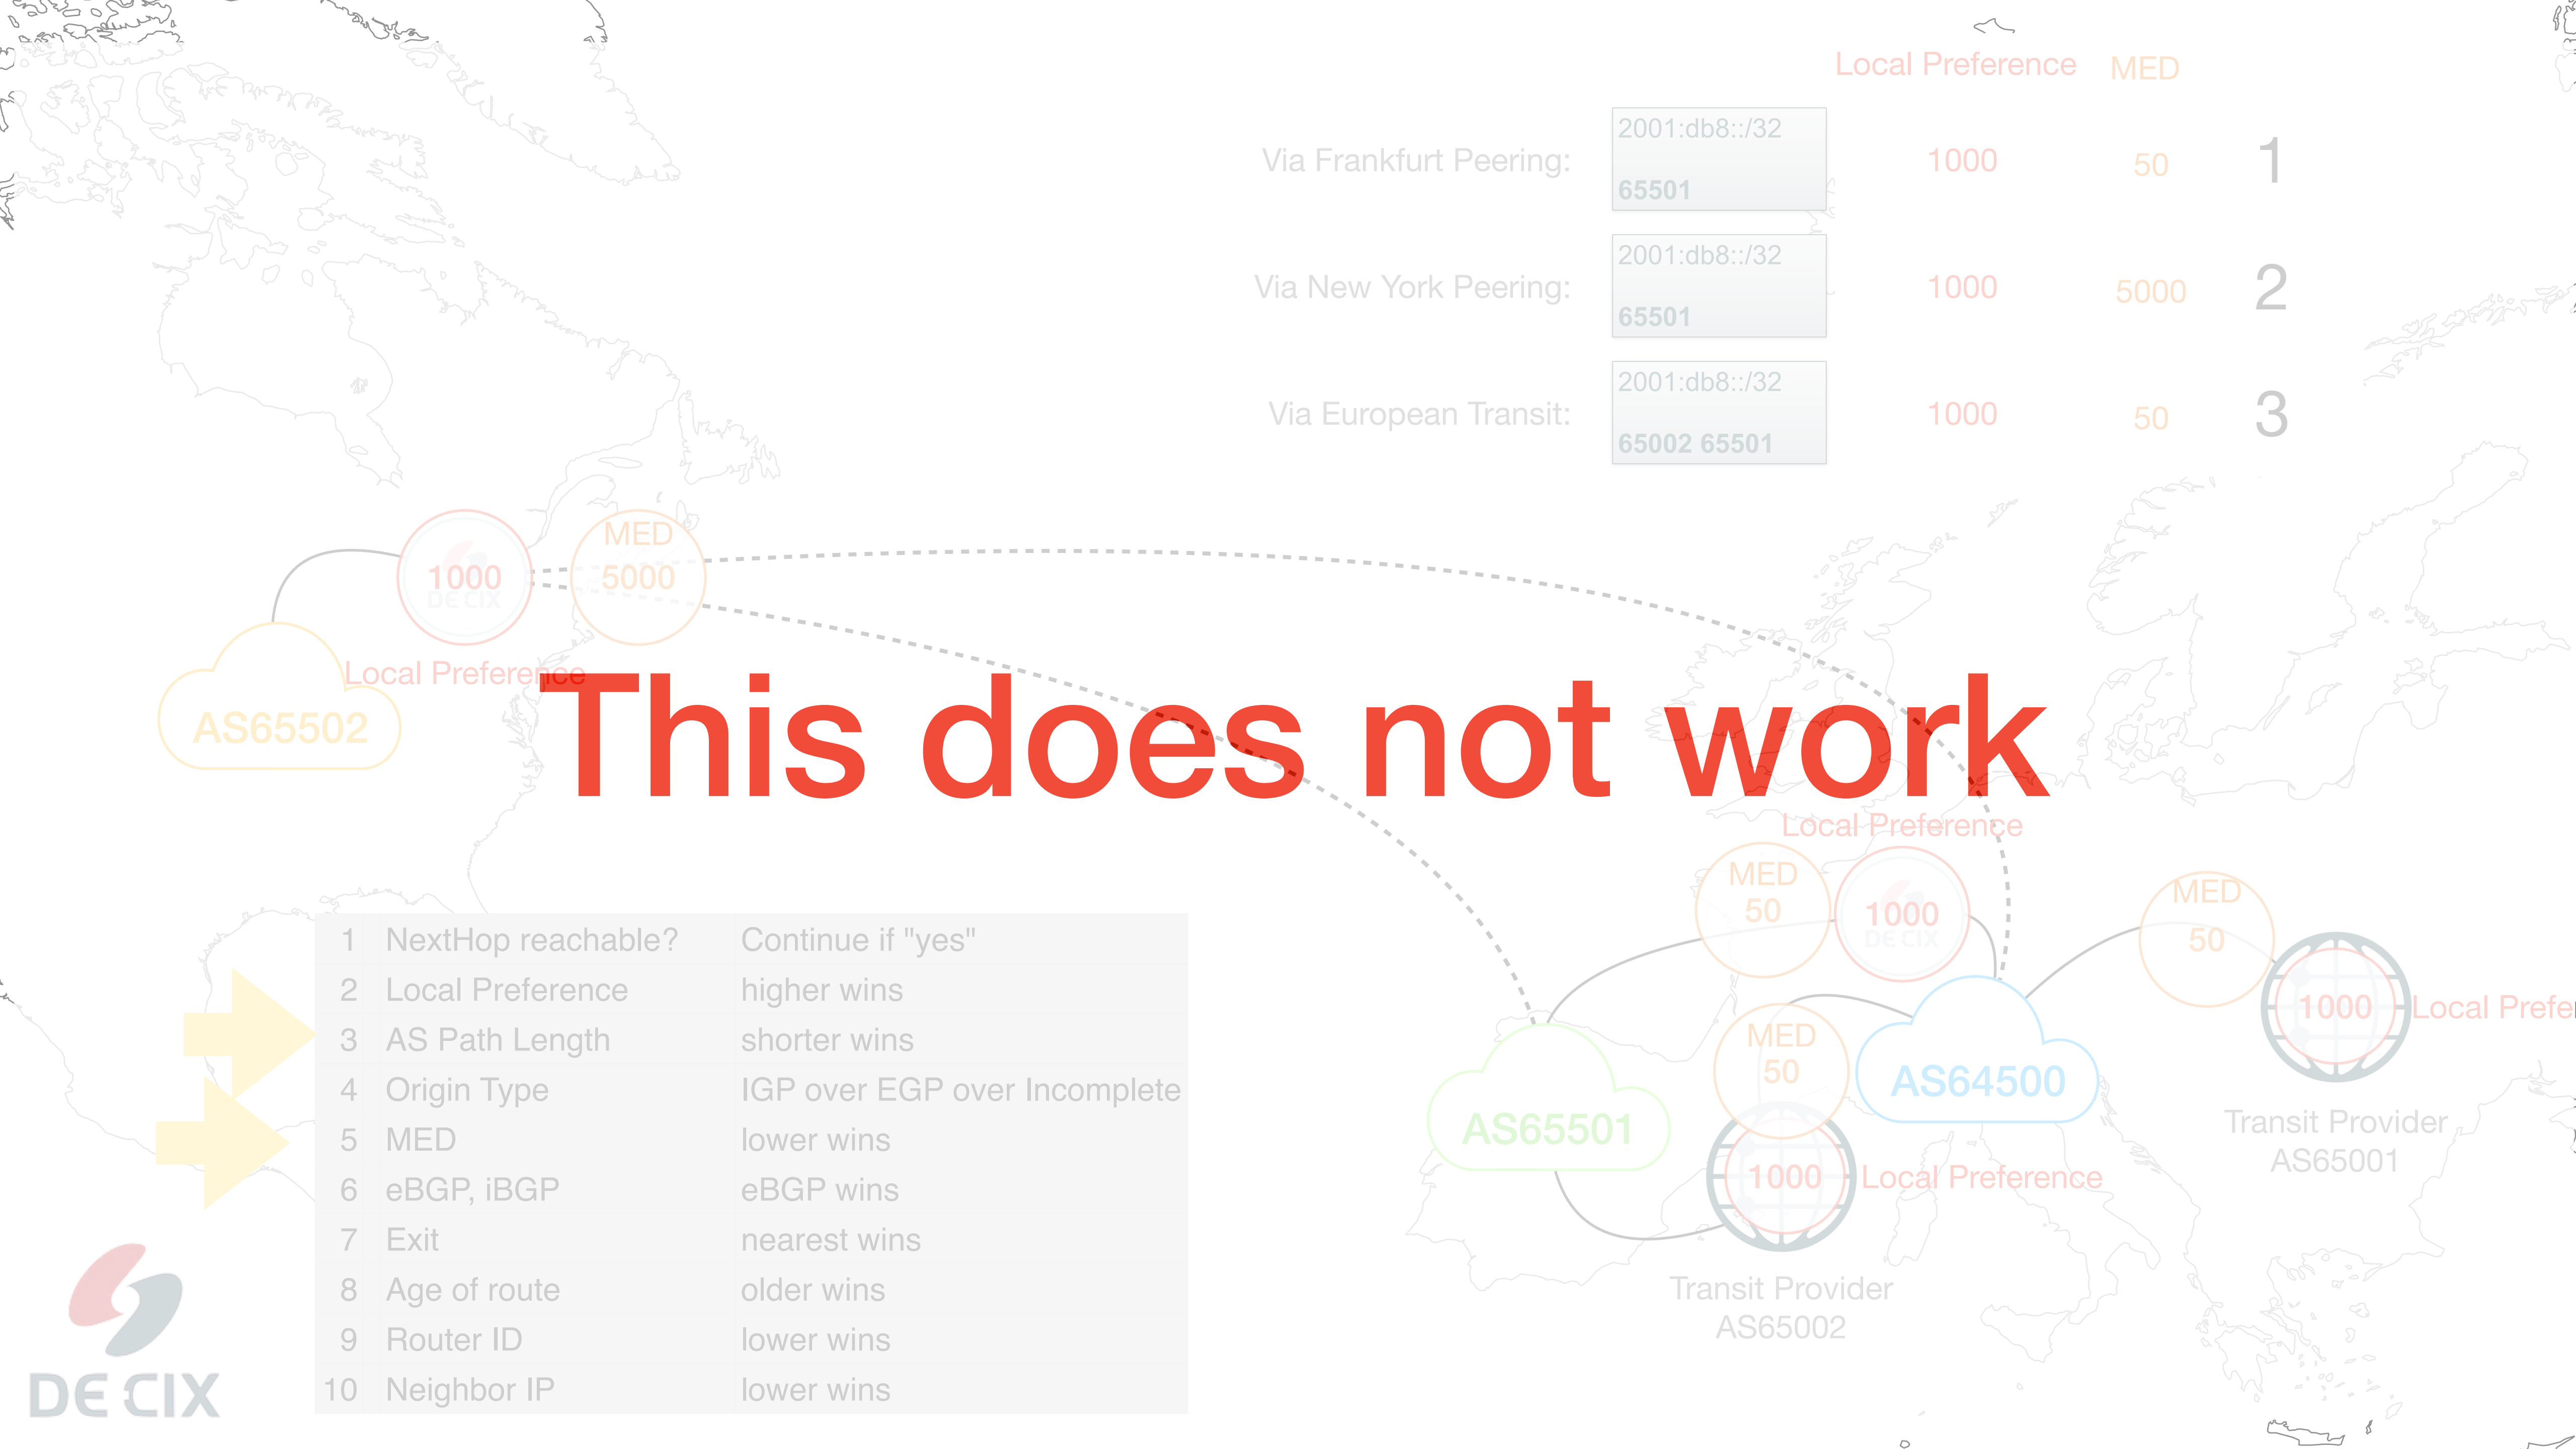 Local Preference MED
2001:db8::/32
Via Frankfurt Peering: 1000 50 1
65501
2001:db8::/32
Via New York Peering: 1000 5000 2
65501
2001:db8::/32
Via European Transit: 1000 50 3
65002 65501
MED
1000 5000
DE CIX
Local Preference
AS65502
This does not work
Local Preference
MED
50
1000
DE CIX
MED
50
1000 Local Prefe
MED
50
AS64500
AS65501
Transit Provider
AS65001
1000 Local Preference
Transit Provider
AS65002
1 NextHop reachable? Continue if "yes"
2 Local Preference higher wins
3 AS Path Length shorter wins
4 Origin Type IGP over EGP over Incomplete
5 MED lower wins
6 eBGP, iBGP eBGP wins
7 Exit nearest wins
8 Age of route older wins
9 Router ID lower wins
10 Neighbor IP lower wins
DE CIX